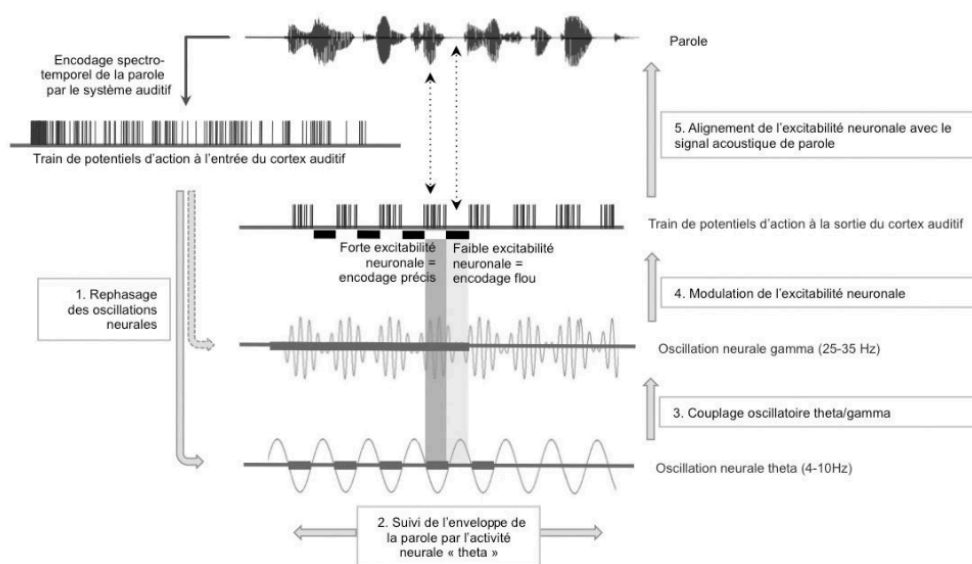 Parole
Encodage spectro-
temporel de la parole
par le système auditif
Train de potentiels d'action à l'entrée du cortex auditif
5. Alignement de l'excitabilité neuronale avec le
signal acoustique de parole
Train de potentiels d'action à la sortie du cortex auditif
Forte excitabilité
neuronale =
encodage précis
Faible excitabilité
neuronale =
encodage flou
1. Rephasage
des oscillations
neurales
4. Modulation de l'excitabilité neuronale
Oscillation neurale gamma (25-35 Hz)
3. Couplage oscillatoire theta/gamma
Oscillation neurale theta (4-10Hz)
2. Suivi de l'enveloppe de
la parole par l'activité
neurale « theta »